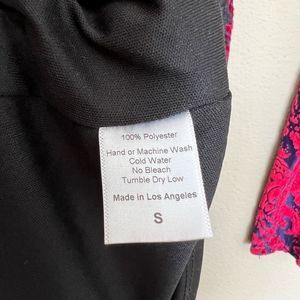 100% Polyester
Hand or Machine Wash
Cold Water
No Bleach
Tumble Dry Low
Made in Los Angeles
S